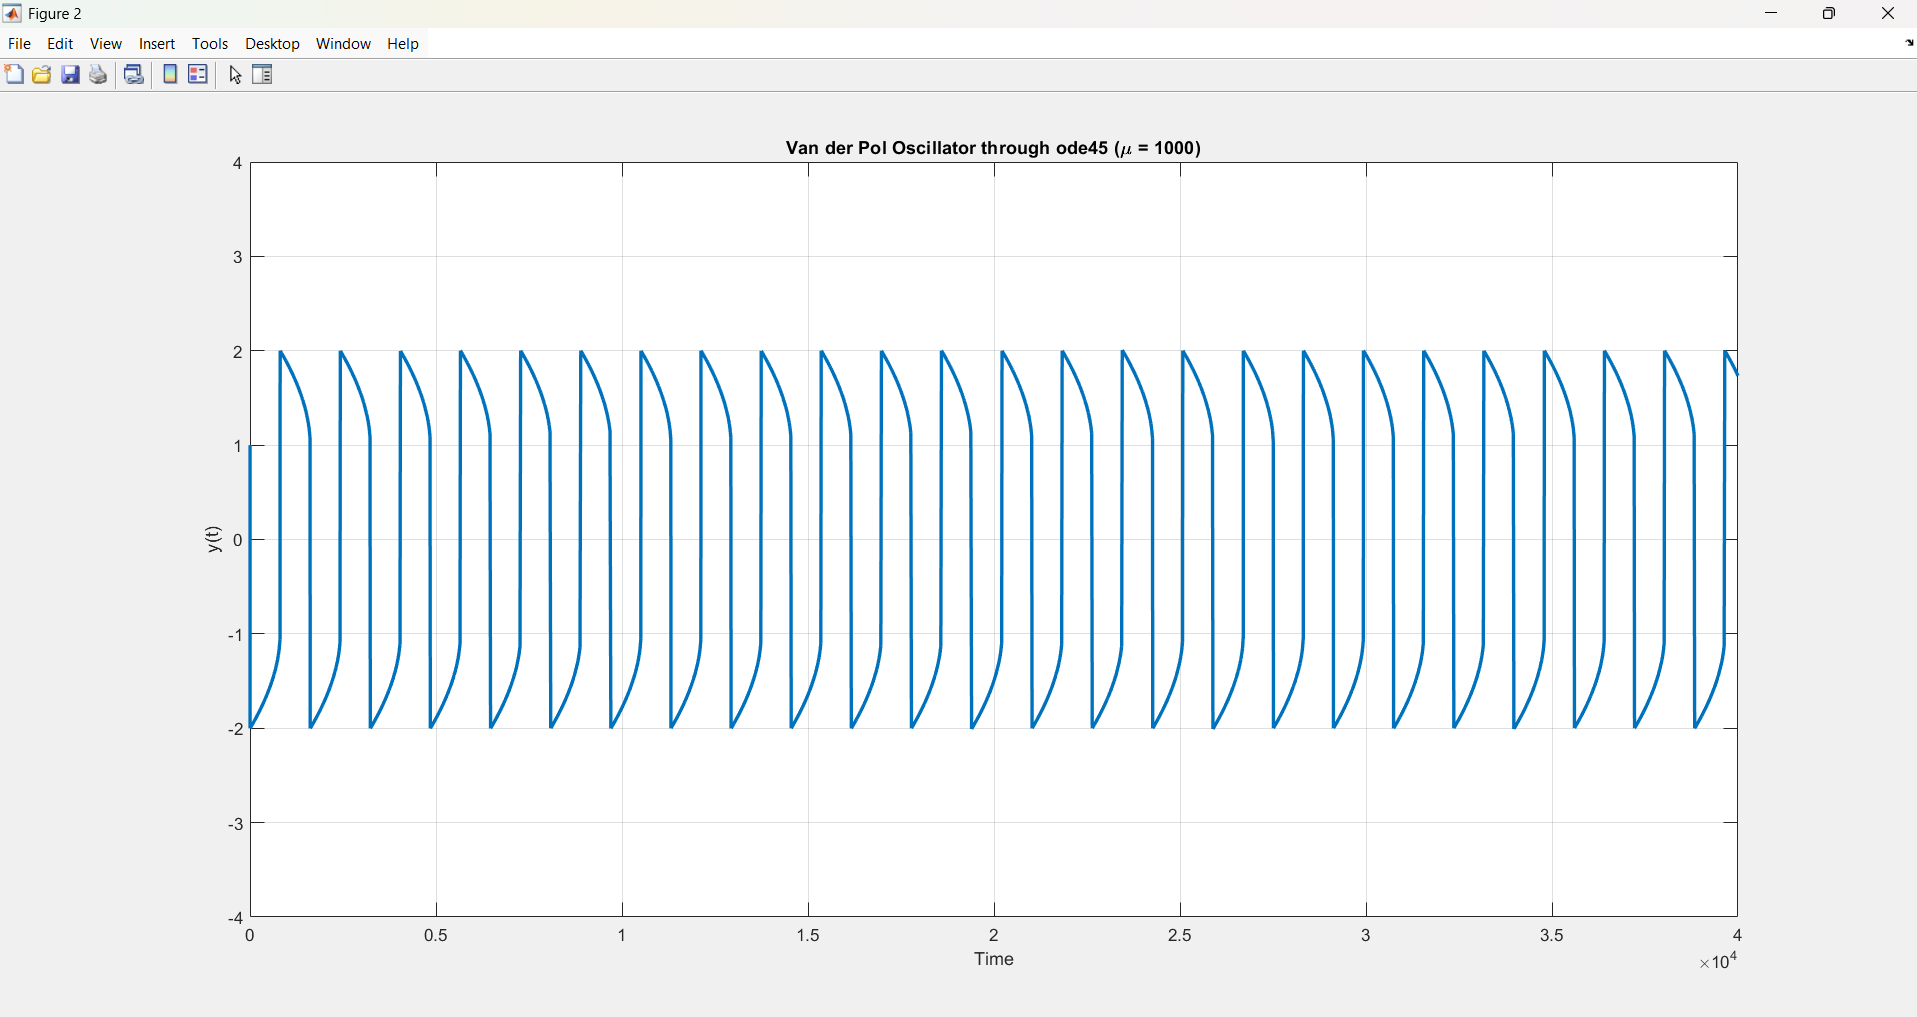 Figure 2
File Edit View Insert Tools Desktop Window Help
Van der Pol Oscillator through ode45 (μ = 1000)
4
3
2
1
0
-1
-2
-3
-4
y(t)
0 0.5 1 1.5 2 2.5 3 3.5 4
Time
×10⁴